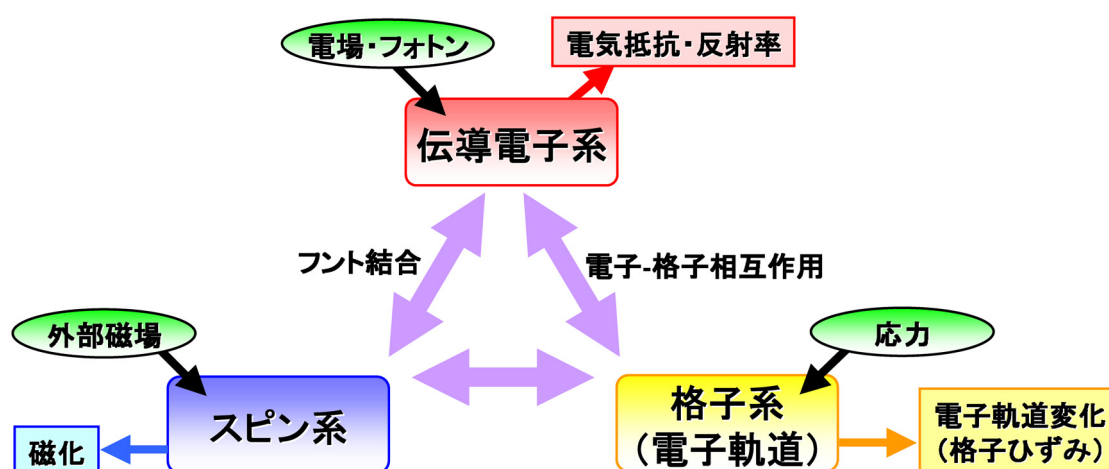 電場・フォトン
電気抵抗・反射率
伝導電子系
フント結合
電子-格子相互作用
外部磁場
応力
スピン系
格子系
（電子軌道）
磁化
電子軌道変化
（格子ひずみ）